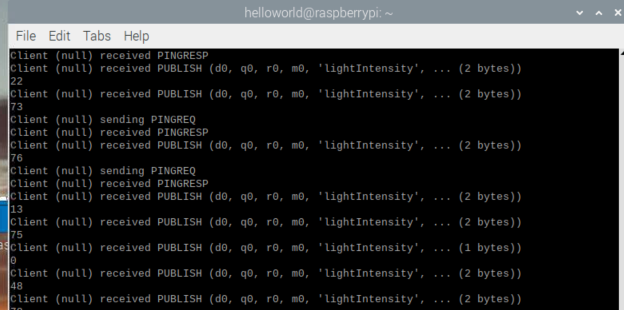 helloworld@raspberrypi: ~
File Edit Tabs Help
Client (null) received PINGRESP
Client (null) received PUBLISH (d0, q0, r0, m0, 'lightIntensity', ... (2 bytes))
22
Client (null) received PUBLISH (d0, q0, r0, m0, 'lightIntensity', ... (2 bytes))
73
Client (null) sending PINGREQ
Client (null) received PINGRESP
Client (null) received PUBLISH (d0, q0, r0, m0, 'lightIntensity', ... (2 bytes))
76
Client (null) sending PINGREQ
Client (null) received PINGRESP
Client (null) received PUBLISH (d0, q0, r0, m0, 'lightIntensity', ... (2 bytes))
13
Client (null) received PUBLISH (d0, q0, r0, m0, 'lightIntensity', ... (2 bytes))
75
Client (null) received PUBLISH (d0, q0, r0, m0, 'lightIntensity', ... (1 bytes))
0
Client (null) received PUBLISH (d0, q0, r0, m0, 'lightIntensity', ... (2 bytes))
48
Client (null) received PUBLISH (d0, q0, r0, m0, 'lightIntensity', ... (2 bytes))